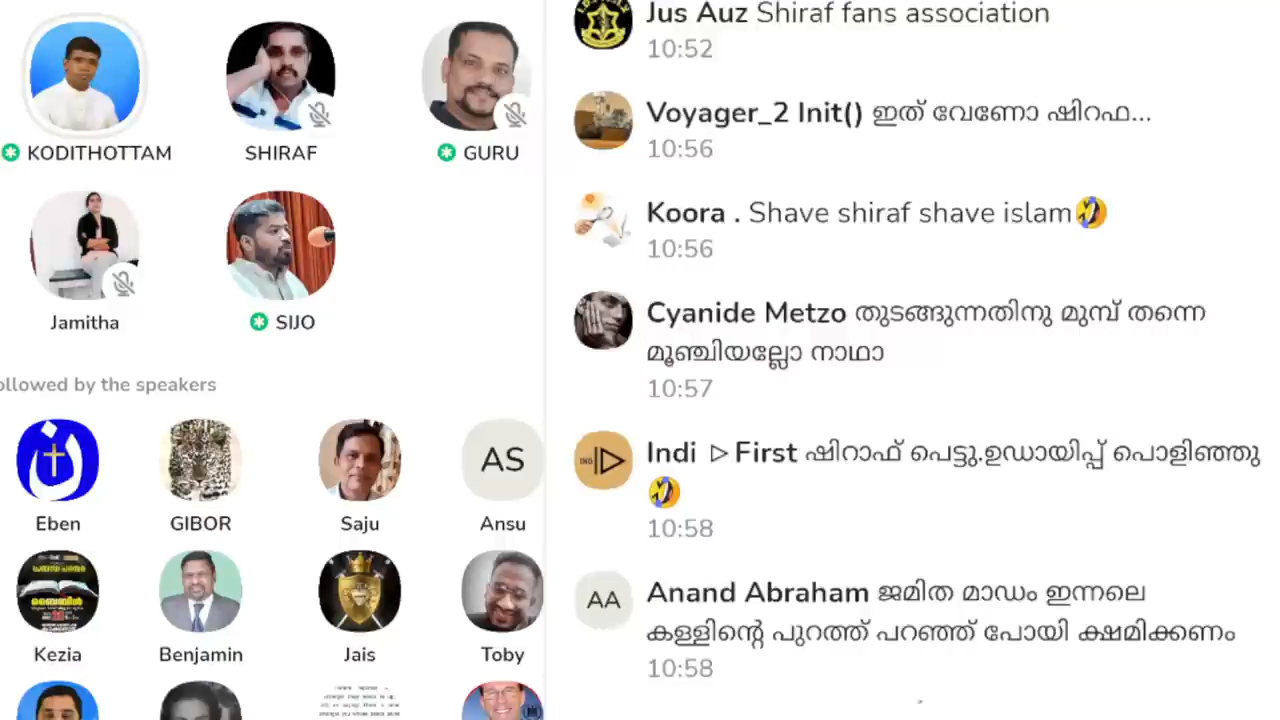 KODITHOTTAM
SHIRAF
GURU
Jamitha
SIJO
ollowed by the speakers
Eben
GIBOR
Saju
AS
Ansu
Kezia
Benjamin
Jais
Toby
Jus Auz Shiraf fans association
10:52
Voyager_2 Init() ഇത് വേണോ ഷിറഫ...
10:56
Koora . Shave shiraf shave islam🤣
10:56
Cyanide Metzo തുടങ്ങുന്നതിനു മുമ്പ് തന്നെ
മൂഞ്ചിയല്ലോ നാഥാ
10:57
Indi ▷First ഷിറാഫ് പെട്ടു.ഉഡായിപ്പ് പൊളിഞ്ഞു
🤣
10:58
AA
Anand Abraham ജമിത മാഡം ഇന്നലെ
കള്ളിന്റെ പുറത്ത് പറഞ്ഞ് പോയി ക്ഷമിക്കണം
10:58